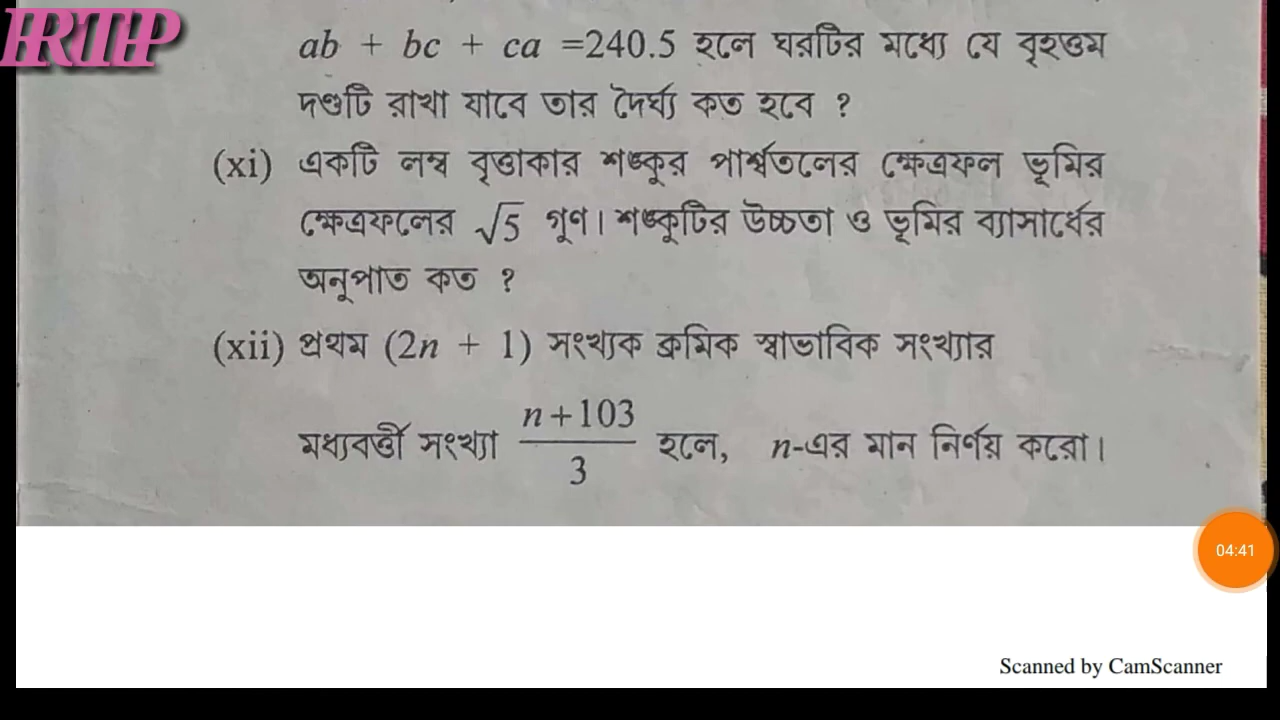 HRTHP
ab + bc + ca =240.5 হলে ঘরটির মধ্যে যে বৃহত্তম
দণ্ডটি রাখা যাবে তার দৈর্ঘ্য কত হবে ?
(xi) একটি লম্ব বৃত্তাকার শঙ্কুর পার্শ্বতলের ক্ষেত্রফল ভূমির
ক্ষেত্রফলের √5 গুণ। শঙ্কুটির উচ্চতা ও ভূমির ব্যাসার্ধের
অনুপাত কত ?
(xii) প্রথম (2n + 1) সংখ্যক ক্রমিক স্বাভাবিক সংখ্যার
মধ্যবর্ত্তী সংখ্যা (n+103)/3 হলে, n-এর মান নির্ণয় করো।
04:41
Scanned by CamScanner